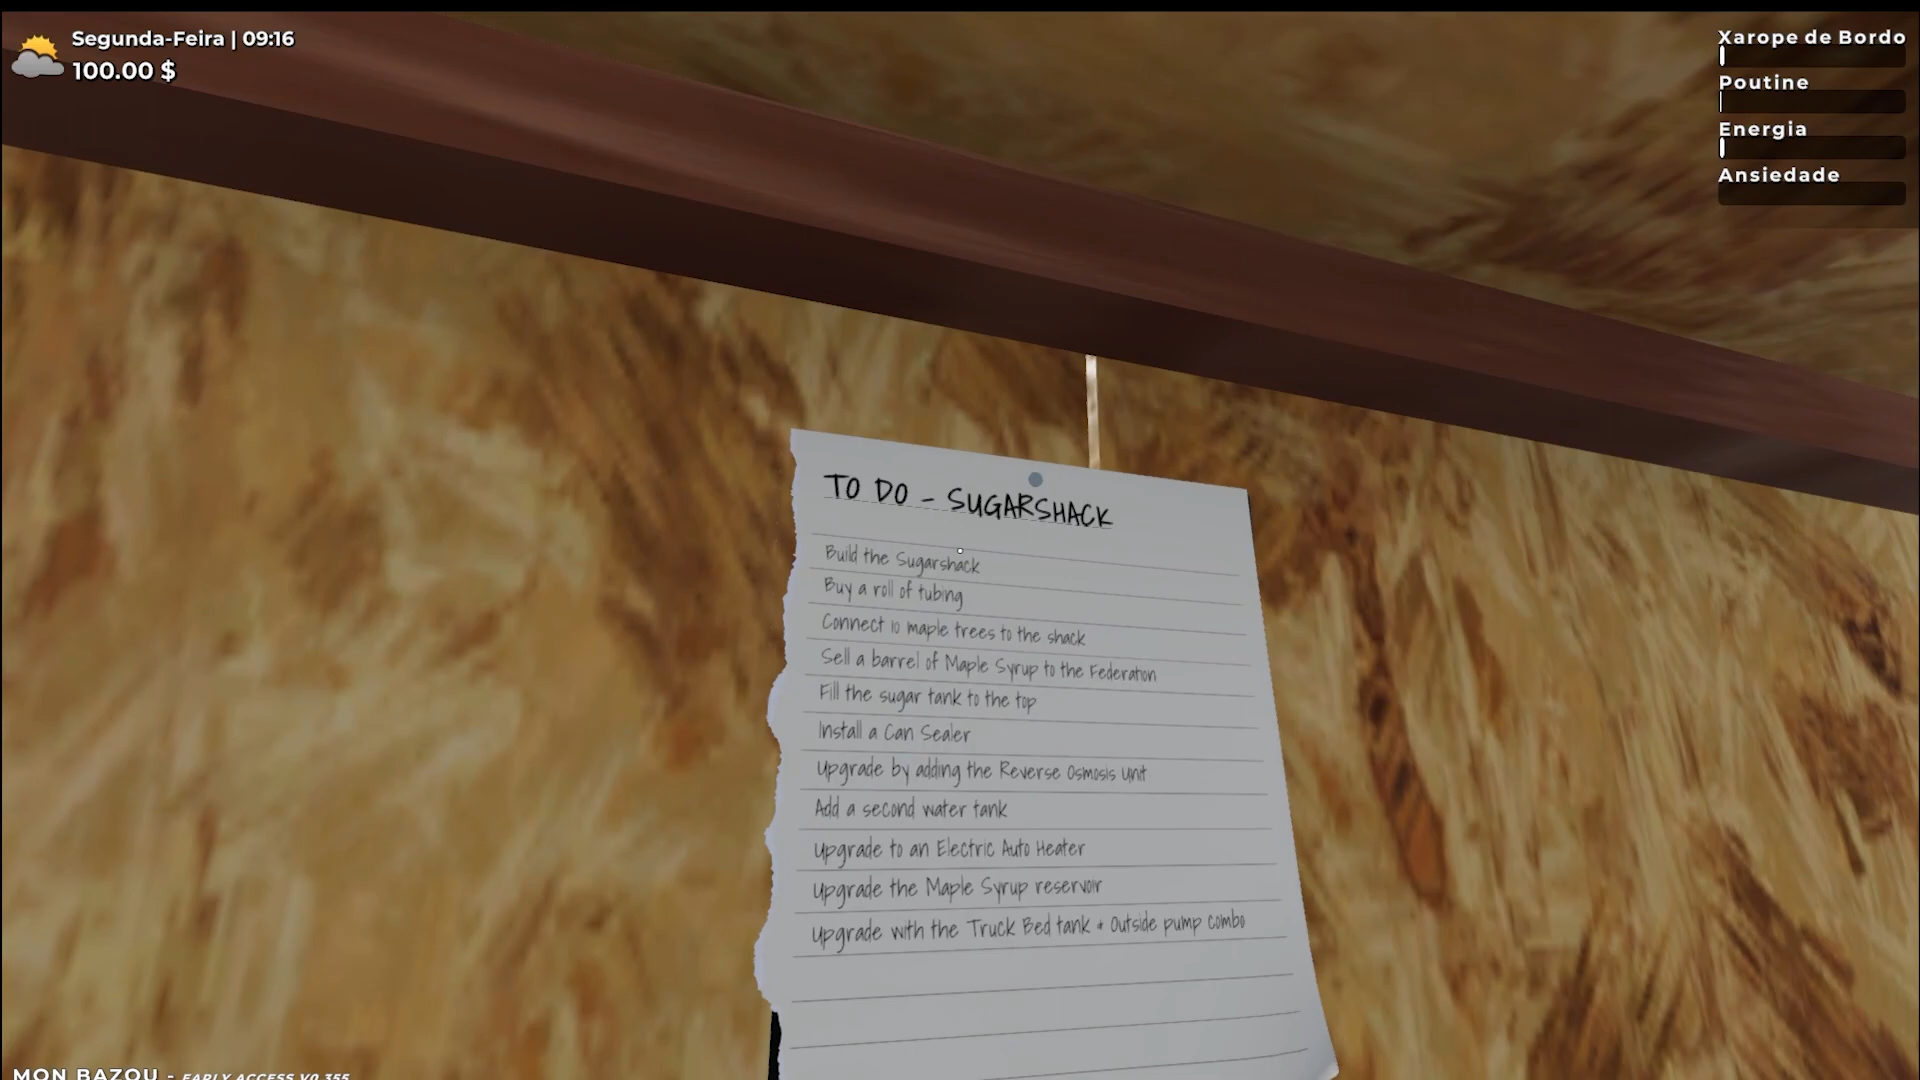 Segunda-Feira | 09:16
100.00 $
Xarope de Bordo
Poutine
Energia
Ansiedade
TO DO - SUGARSHACK
Build the Sugarshack
Buy a roll of tubing
Connect 10 maple trees to the shack
Sell a barrel of Maple Syrup to the Federation
Fill the sugar tank to the top
Install a Can Sealer
Upgrade by adding the Reverse Osmosis Unit
Add a second water tank
Upgrade to an Electric Auto Heater
Upgrade the Maple Syrup reservoir
Upgrade with the Truck Bed tank + Outside pump combo
MON BAZOU - EARLY ACCESS V0.355